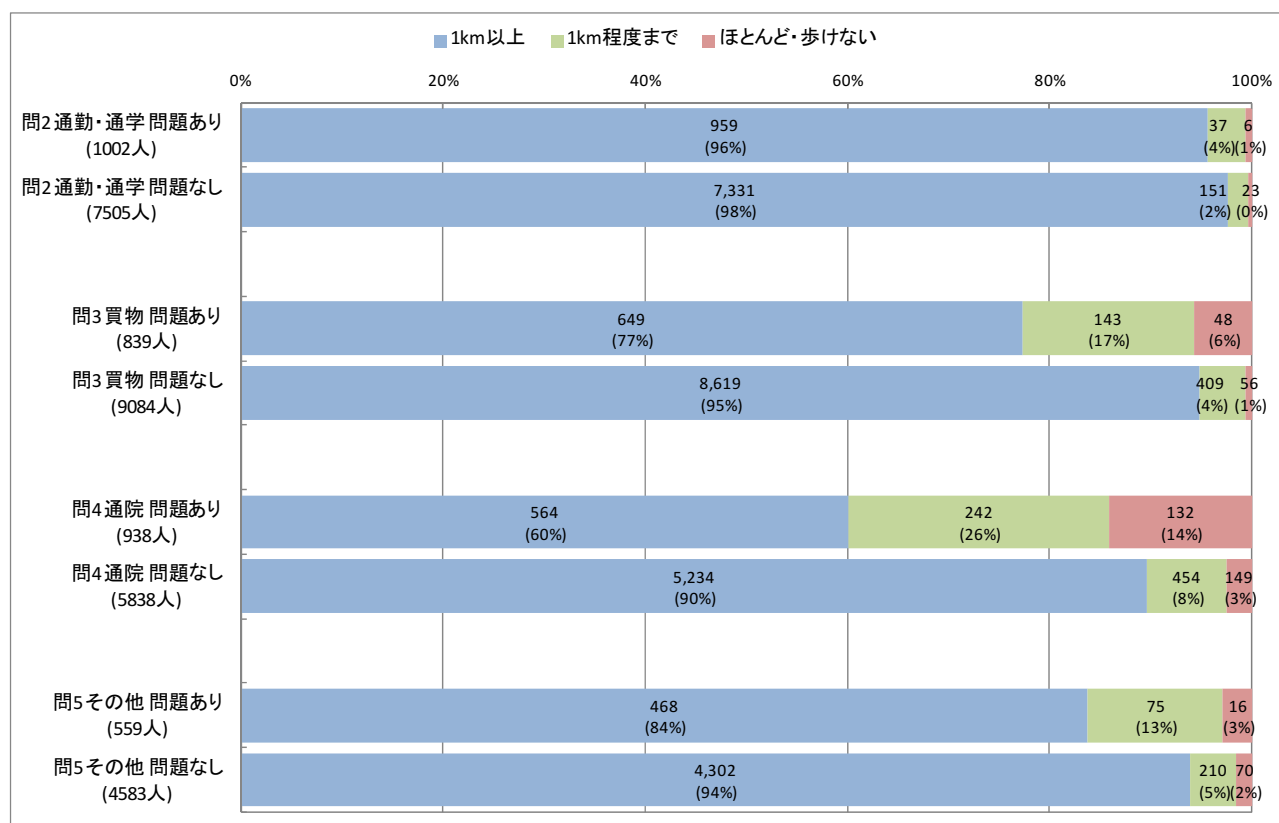 1km以上 1km程度まで ほとんど・歩けない
0% 20% 40% 60% 80% 100%
問2 通勤・通学 問題あり
(1002人)
959
(96%)
37
(4%)
6
(1%)
問2 通勤・通学 問題なし
(7505人)
7,331
(98%)
151
(2%)
23
(0%)
問3 買物 問題あり
(839人)
649
(77%)
143
(17%)
48
(6%)
問3 買物 問題なし
(9084人)
8,619
(95%)
409
(4%)
56
(1%)
問4 通院 問題あり
(938人)
564
(60%)
242
(26%)
132
(14%)
問4 通院 問題なし
(5838人)
5,234
(90%)
454
(8%)
149
(3%)
問5 その他 問題あり
(559人)
468
(84%)
75
(13%)
16
(3%)
問5 その他 問題なし
(4583人)
4,302
(94%)
210
(5%)
70
(2%)